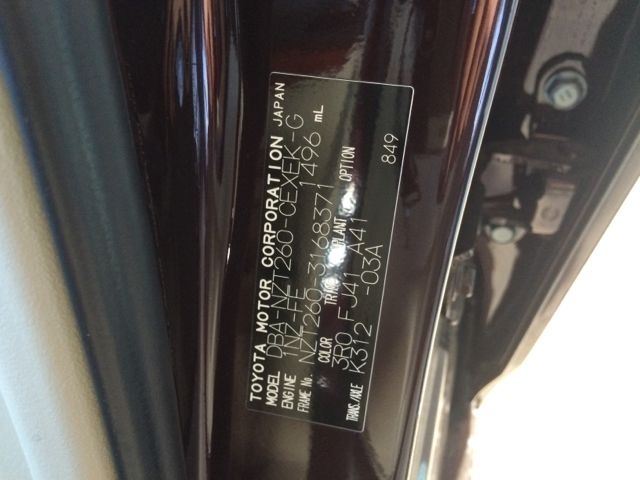 TOYOTA MOTOR CORPORATION JAPAN
MODEL DBA-NZT260-CEXEK-G
ENGINE 1NZ-FE 1496 mL
FRAME No. NZT260-3168371
COLOR TRIM PLANT OPTION
3R0 FJ41 A41 849
TRANS./AXLE K312 -03A